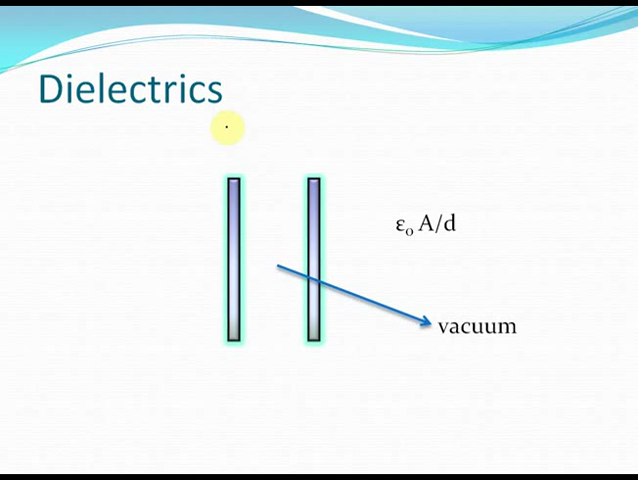 Dielectrics
ε₀ A/d
vacuum